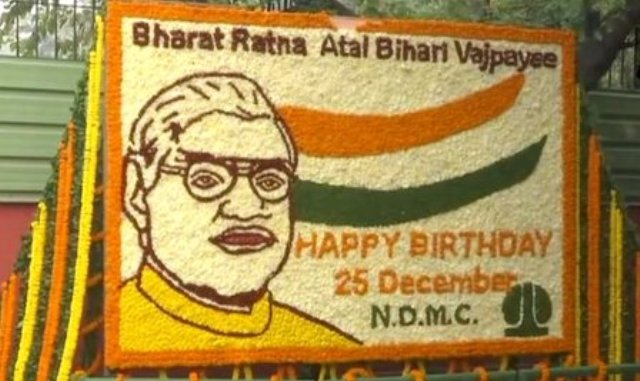 Bharat Ratna Atal Bihari Vajpayee
HAPPY BIRTHDAY
25 December
N.D.M.C.